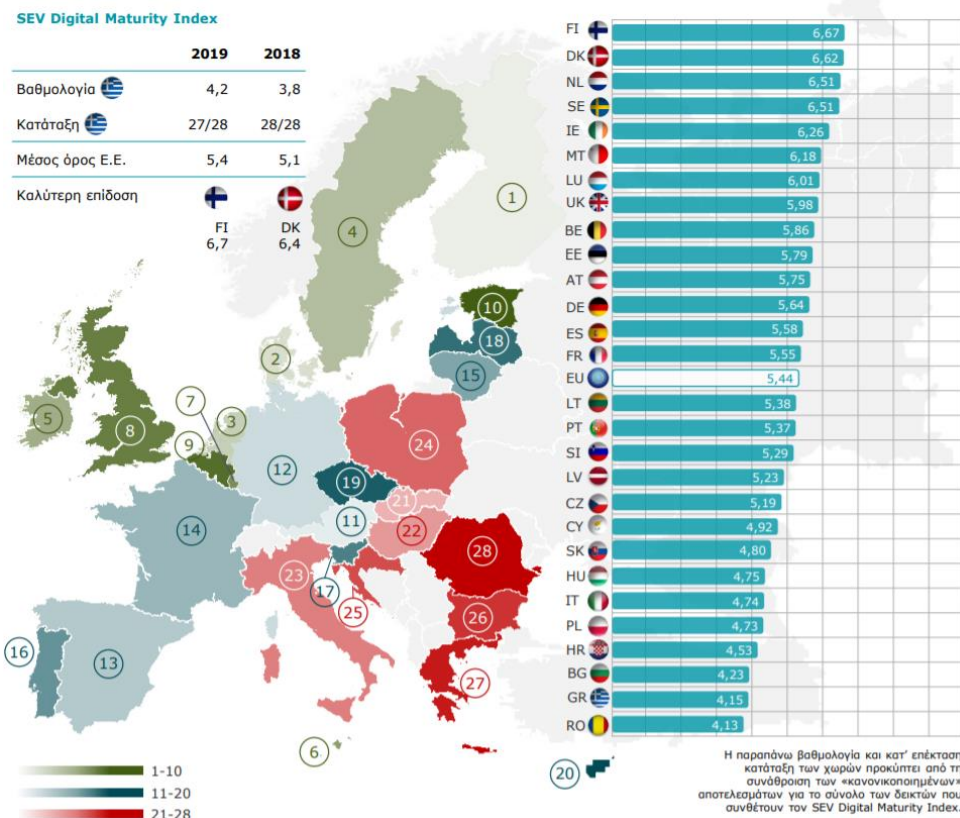 SEV Digital Maturity Index
2019 2018
Βαθμολογία 4,2 3,8
Κατάταξη 27/28 28/28
Μέσος όρος Ε.Ε. 5,4 5,1
Καλύτερη επίδοση
FI DK
6,7 6,4
1
4
10
18
2
15
7
5
3
8
9
24
12
19
21
11
14
22
28
23
17
25
26
16
13
27
6
20
1-10
11-20
21-28
FI 6,67
DK 6,62
NL 6,51
SE 6,51
IE 6,26
MT 6,18
LU 6,01
UK 5,98
BE 5,86
EE 5,79
AT 5,75
DE 5,64
ES 5,58
FR 5,55
EU 5,44
LT 5,38
PT 5,37
SI 5,29
LV 5,23
CZ 5,19
CY 4,92
SK 4,80
HU 4,75
IT 4,74
PL 4,73
HR 4,53
BG 4,23
GR 4,15
RO 4,13
Η παραπάνω βαθμολογία και κατ' επέκταση
κατάταξη των χωρών προκύπτει από τη
συνάθροιση των «κανονικοποιημένων»
αποτελεσμάτων για το σύνολο των δεικτών που
συνθέτουν τον SEV Digital Maturity Index.